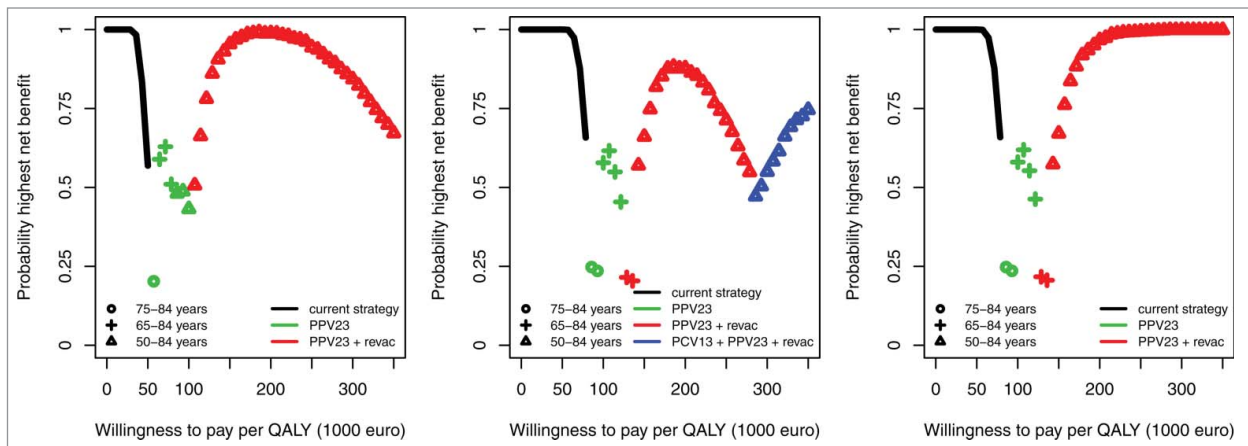 Probability highest net benefit
1
0.75
0.5
0.25
0
75–84 years
65–84 years
50–84 years
current strategy
PPV23
PPV23 + revac
0 50 100 200 300
Willingness to pay per QALY (1000 euro)
Probability highest net benefit
1
0.75
0.5
0.25
0
75–84 years
65–84 years
50–84 years
current strategy
PPV23
PPV23 + revac
PCV13 + PPV23 + revac
0 50 100 200 300
Willingness to pay per QALY (1000 euro)
Probability highest net benefit
1
0.75
0.5
0.25
0
75–84 years
65–84 years
50–84 years
current strategy
PPV23
PPV23 + revac
0 50 100 200 300
Willingness to pay per QALY (1000 euro)